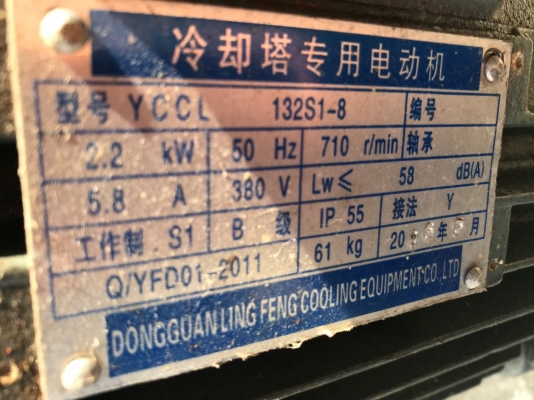 冷却塔专用电动机
型号 YCCL 132S1-8 编号
2.2 kW 50 Hz 710 r/min 轴承
5.8 A 380 V Lw≤ 58 dB(A)
工作制.S1 B 级 IP 55 接法 Y
Q/YFD01-2011 61 kg 20 年 月
DONGGUAN LING FENG COOLING EQUIPMENT CO., LTD